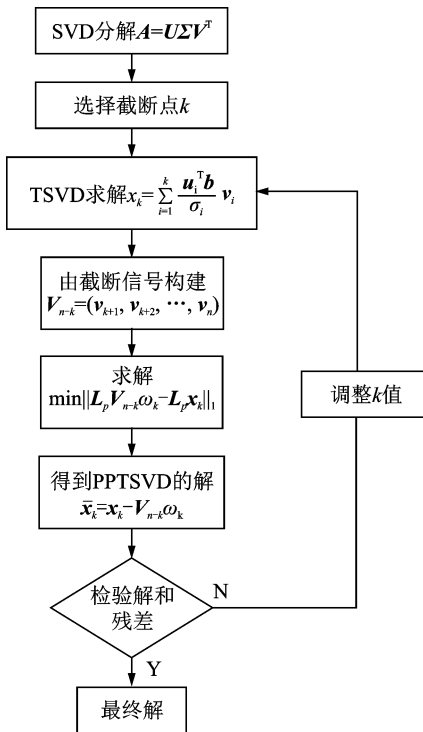 SVD分解A=UΣVᵀ
选择截断点k
TSVD求解xₖ=∑ᵢ₌₁ᵏ (uᵢᵀb/σᵢ) vᵢ
由截断信号构建
Vₙ₋ₖ=(vₖ₊₁, vₖ₊₂, …, vₙ)
求解
min||LₚVₙ₋ₖωₖ−Lₚxₖ||₁
调整k值
得到PPTSVD的解
x̄ₖ=xₖ−Vₙ₋ₖωₖ
检验解和
残差
N
Y
最终解